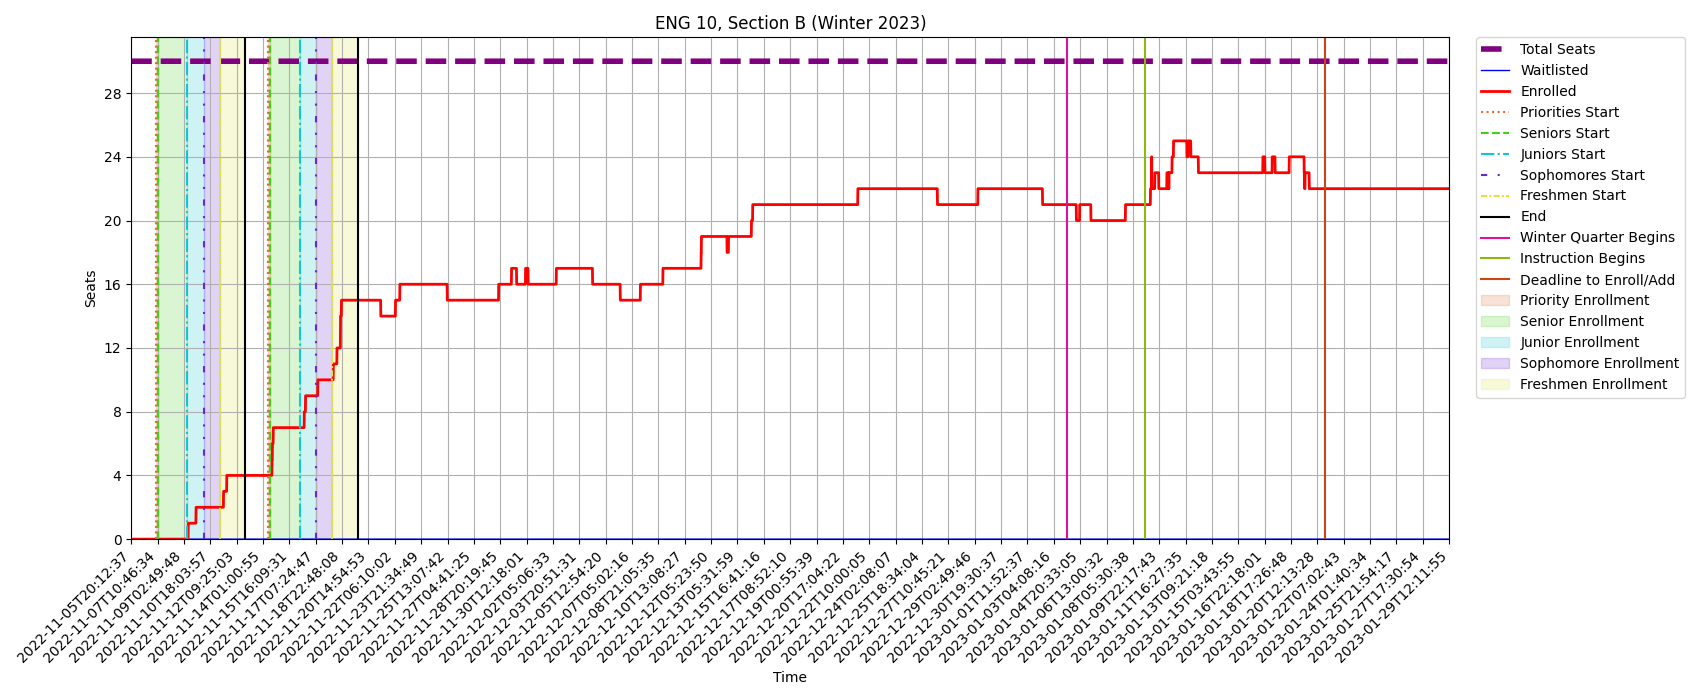 ENG 10, Section B (Winter 2023)
Seats
28
24
20
16
12
8
4
0
2022-11-05T20:12:37
2022-11-07T10:46:34
2022-11-09T02:49:48
2022-11-10T18:03:57
2022-11-12T09:25:03
2022-11-14T01:00:55
2022-11-15T16:09:31
2022-11-17T07:24:47
2022-11-18T22:48:08
2022-11-20T14:54:53
2022-11-22T06:10:02
2022-11-23T21:34:49
2022-11-25T13:07:42
2022-11-27T04:41:25
2022-11-28T20:19:45
2022-11-30T12:18:01
2022-12-02T05:06:33
2022-12-03T20:51:31
2022-12-05T12:54:20
2022-12-07T05:02:16
2022-12-08T21:05:35
2022-12-10T13:08:27
2022-12-12T05:23:50
2022-12-13T05:31:59
2022-12-15T16:41:16
2022-12-17T08:52:10
2022-12-19T00:55:39
2022-12-20T17:04:22
2022-12-22T10:00:05
2022-12-24T02:08:07
2022-12-25T18:34:04
2022-12-27T10:45:21
2022-12-29T02:49:46
2022-12-30T19:30:37
2023-01-01T11:52:37
2023-01-03T04:08:16
2023-01-04T20:33:05
2023-01-06T13:00:32
2023-01-08T05:30:38
2023-01-09T22:17:43
2023-01-11T16:27:35
2023-01-13T09:21:18
2023-01-15T03:43:55
2023-01-16T22:18:01
2023-01-18T17:26:48
2023-01-20T12:13:28
2023-01-22T07:02:43
2023-01-24T01:40:34
2023-01-25T21:54:17
2023-01-27T17:30:54
2023-01-29T12:11:55
Time
Total Seats
Waitlisted
Enrolled
Priorities Start
Seniors Start
Juniors Start
Sophomores Start
Freshmen Start
End
Winter Quarter Begins
Instruction Begins
Deadline to Enroll/Add
Priority Enrollment
Senior Enrollment
Junior Enrollment
Sophomore Enrollment
Freshmen Enrollment